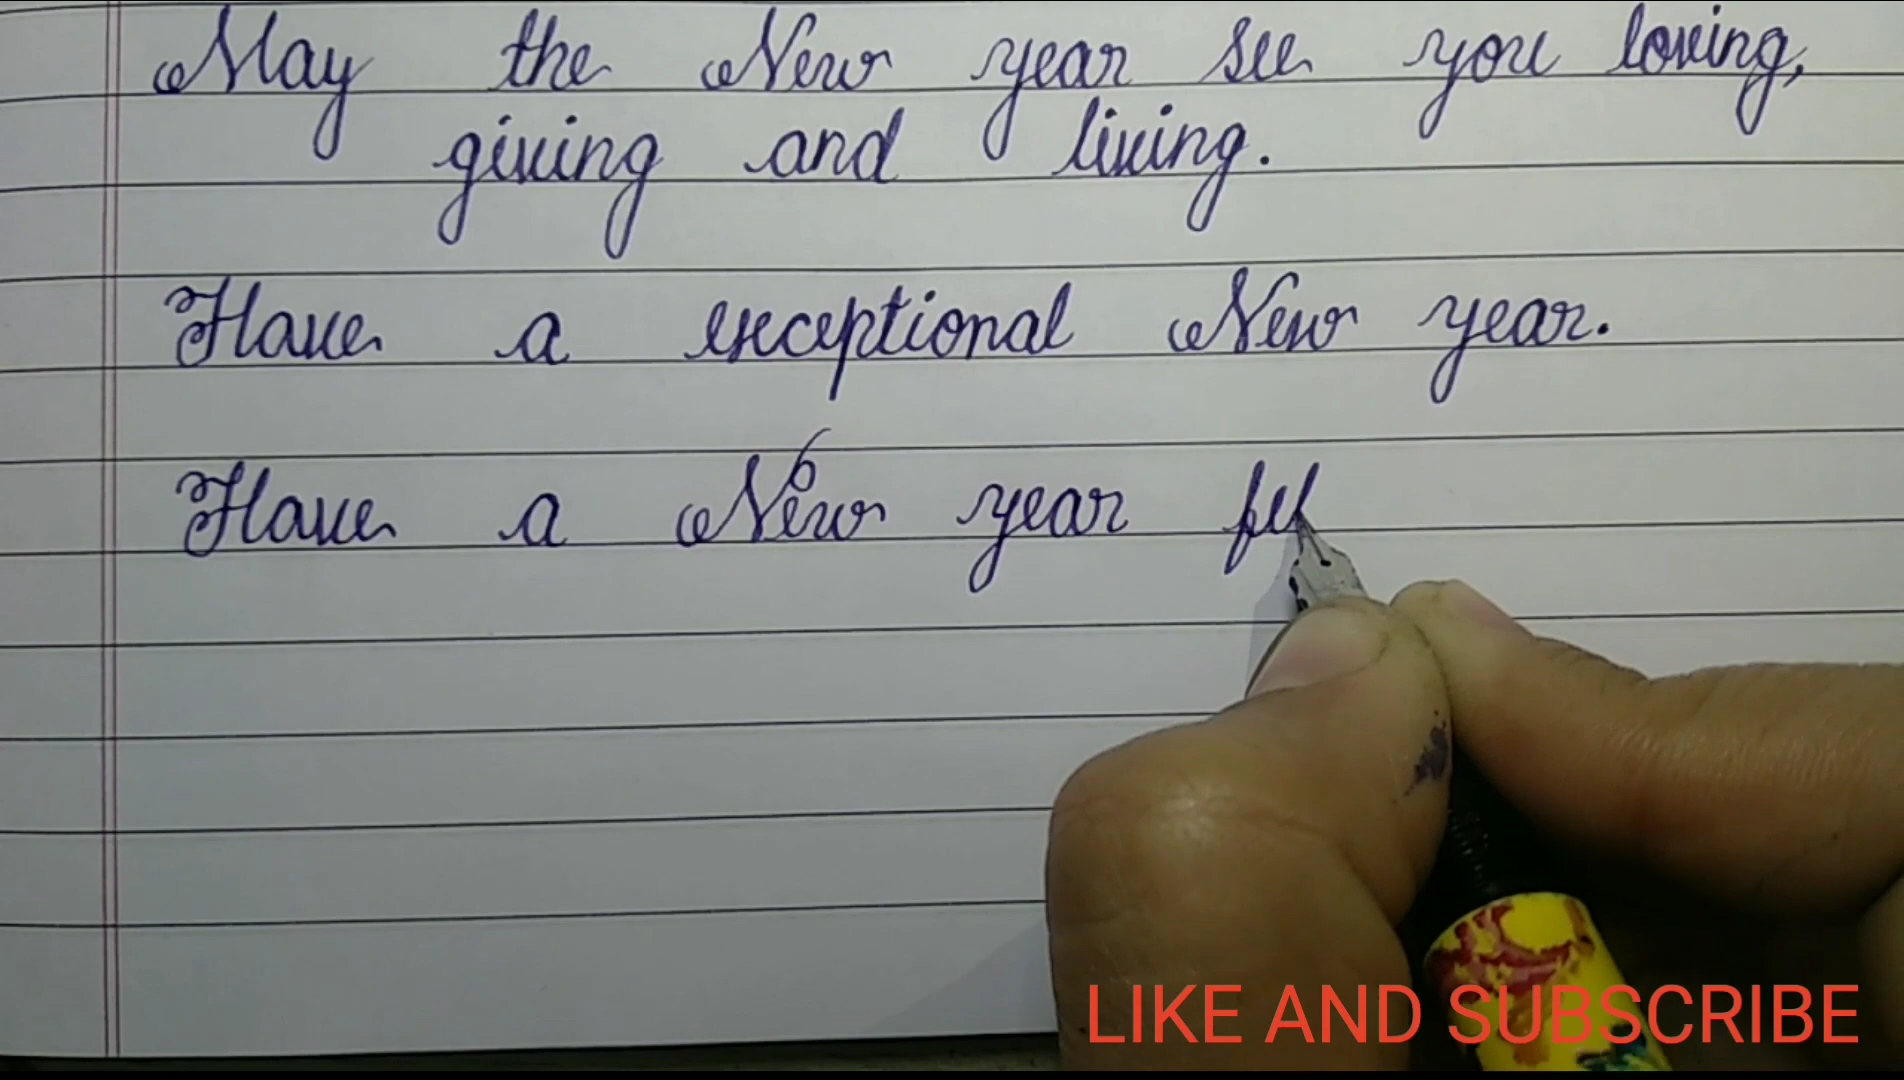 May the New year see you loving,
giving and living.
Have a exceptional New year.
Have a New year
LIKE AND SUBSCRIBE